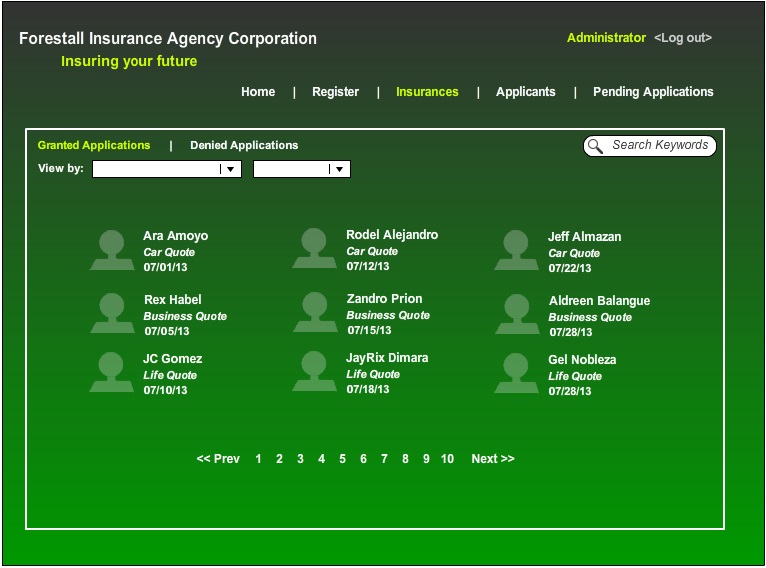 Forestall Insurance Agency Corporation
Administrator <Log out>
Insuring your future
Home | Register | Insurances | Applicants | Pending Applications
Granted Applications | Denied Applications
Search Keywords
View by:
Ara Amoyo
Car Quote
07/01/13
Rodel Alejandro
Car Quote
07/12/13
Jeff Almazan
Car Quote
07/22/13
Rex Habel
Business Quote
07/05/13
Zandro Prion
Business Quote
07/15/13
Aldreen Balangue
Business Quote
07/28/13
JC Gomez
Life Quote
07/10/13
JayRix Dimara
Life Quote
07/18/13
Gel Nobleza
Life Quote
07/28/13
<< Prev 1 2 3 4 5 6 7 8 9 10 Next >>